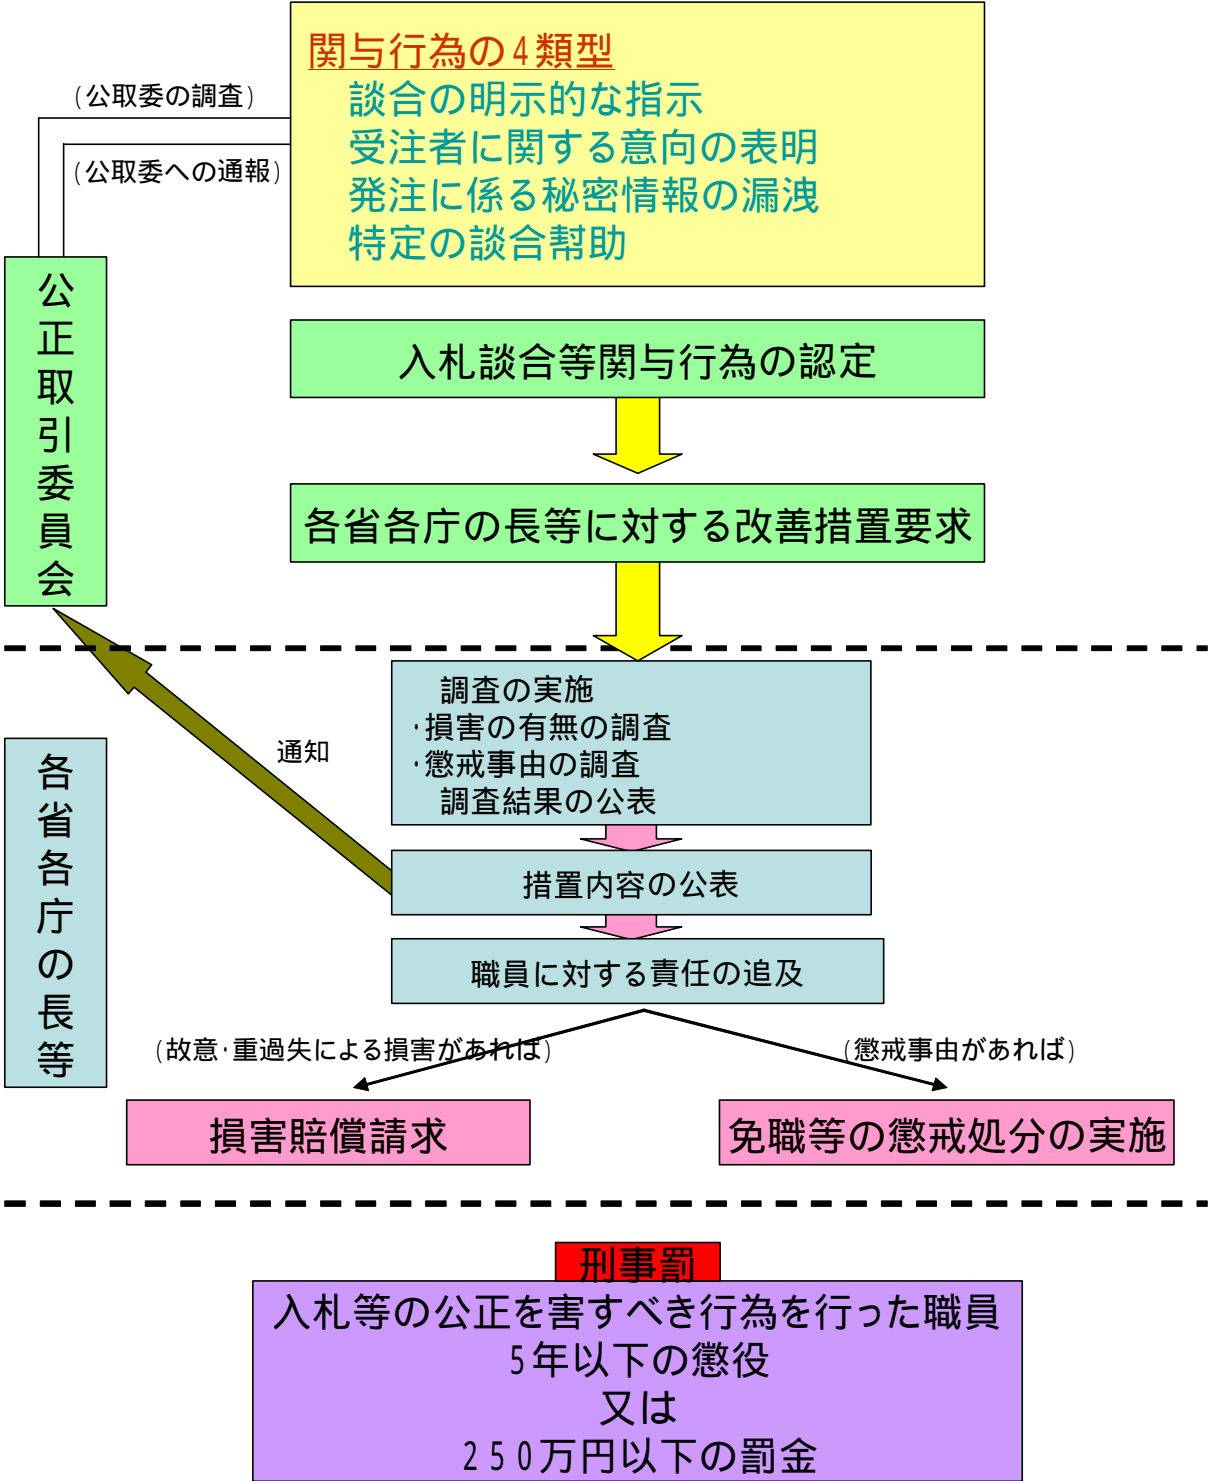 関与行為の4類型
談合の明示的な指示
受注者に関する意向の表明
発注に係る秘密情報の漏洩
特定の談合幇助
(公取委の調査)
(公取委への通報)
公正取引委員会
入札談合等関与行為の認定
各省各庁の長等に対する改善措置要求
調査の実施
・損害の有無の調査
・懲戒事由の調査
調査結果の公表
通知
各省各庁の長等
措置内容の公表
職員に対する責任の追及
(故意・重過失による損害があれば)
(懲戒事由があれば)
損害賠償請求
免職等の懲戒処分の実施
刑事罰
入札等の公正を害すべき行為を行った職員
5年以下の懲役
又は
250万円以下の罰金